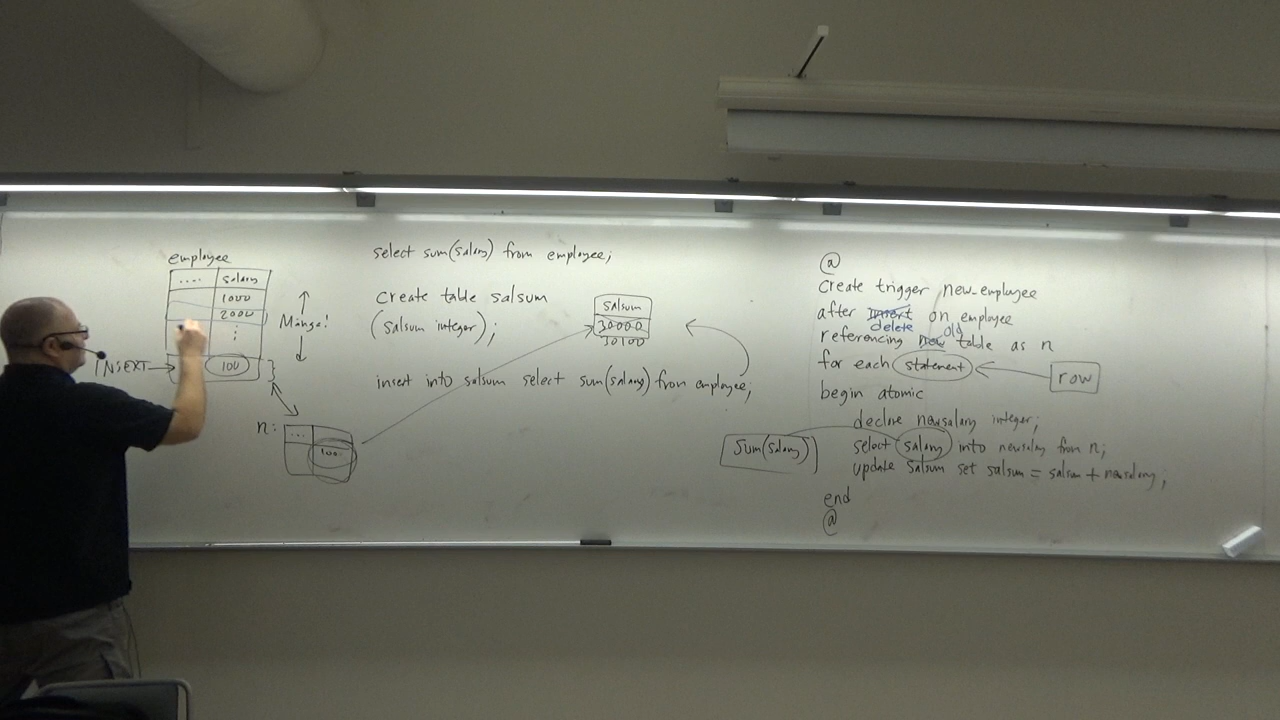 employee
.... salary
1000
2000
⋮
Många!
INSERT
100
n:
...
100
select sum(salary) from employee;
Create table salsum
(salsum integer);
salsum
30000
30100
insert into salsum select sum(salary) from employee;
@
Create trigger new_employee
after insert on employee
delete
old
referencing new table as n
for each statement
row
begin atomic
declare newsalary integer;
select salary into newsalary from n;
sum(salary)
update salsum set salsum = salsum + newsalary;
end
@